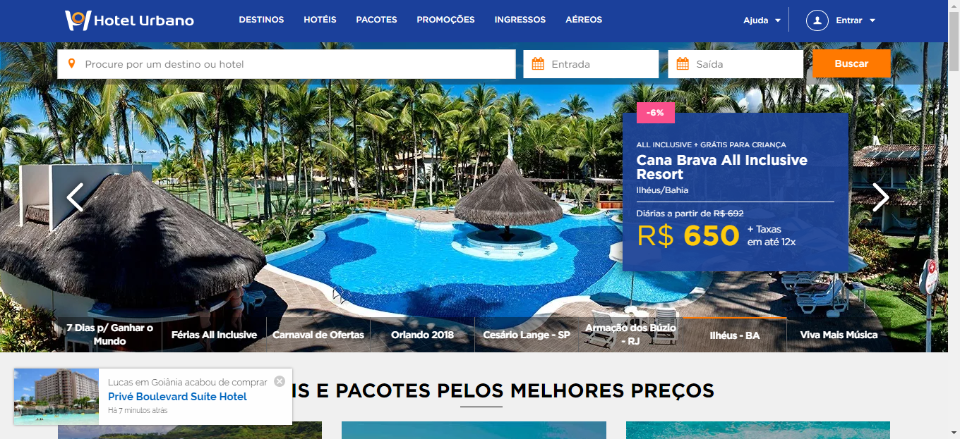 Hotel Urbano
DESTINOS HOTÉIS PACOTES PROMOÇÕES INGRESSOS AÉREOS
Ajuda Entrar
Procure por um destino ou hotel
Entrada
Saída
Buscar
-6%
ALL INCLUSIVE + GRÁTIS PARA CRIANÇA
Cana Brava All Inclusive
Resort
Ilhéus/Bahia
Diárias a partir de R$ 692
R$ 650 + Taxas
em até 12x
7 Dias p/ Ganhar o
Mundo
Férias All Inclusive
Carnaval de Ofertas
Orlando 2018
Cesário Lange - SP
Armação dos Búzio
- RJ
Ilhéus - BA
Viva Mais Música
IS E PACOTES PELOS MELHORES PREÇOS
Lucas em Goiânia acabou de comprar
Privé Boulevard Suíte Hotel
Há 7 minutos atrás